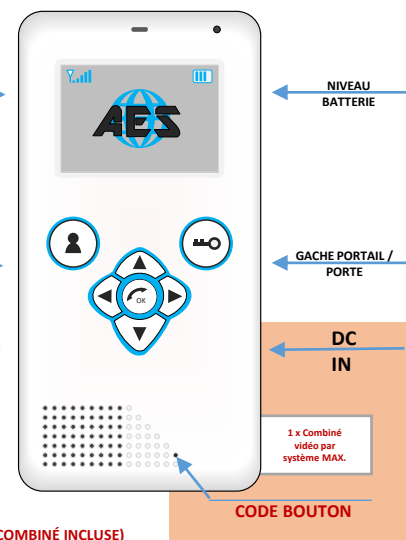 AES
NIVEAU
BATTERIE
GACHE PORTAIL /
PORTE
OK
DC
IN
1 x Combiné
vidéo par
système MAX.
CODE BOUTON
COMBINÉ INCLUSE)